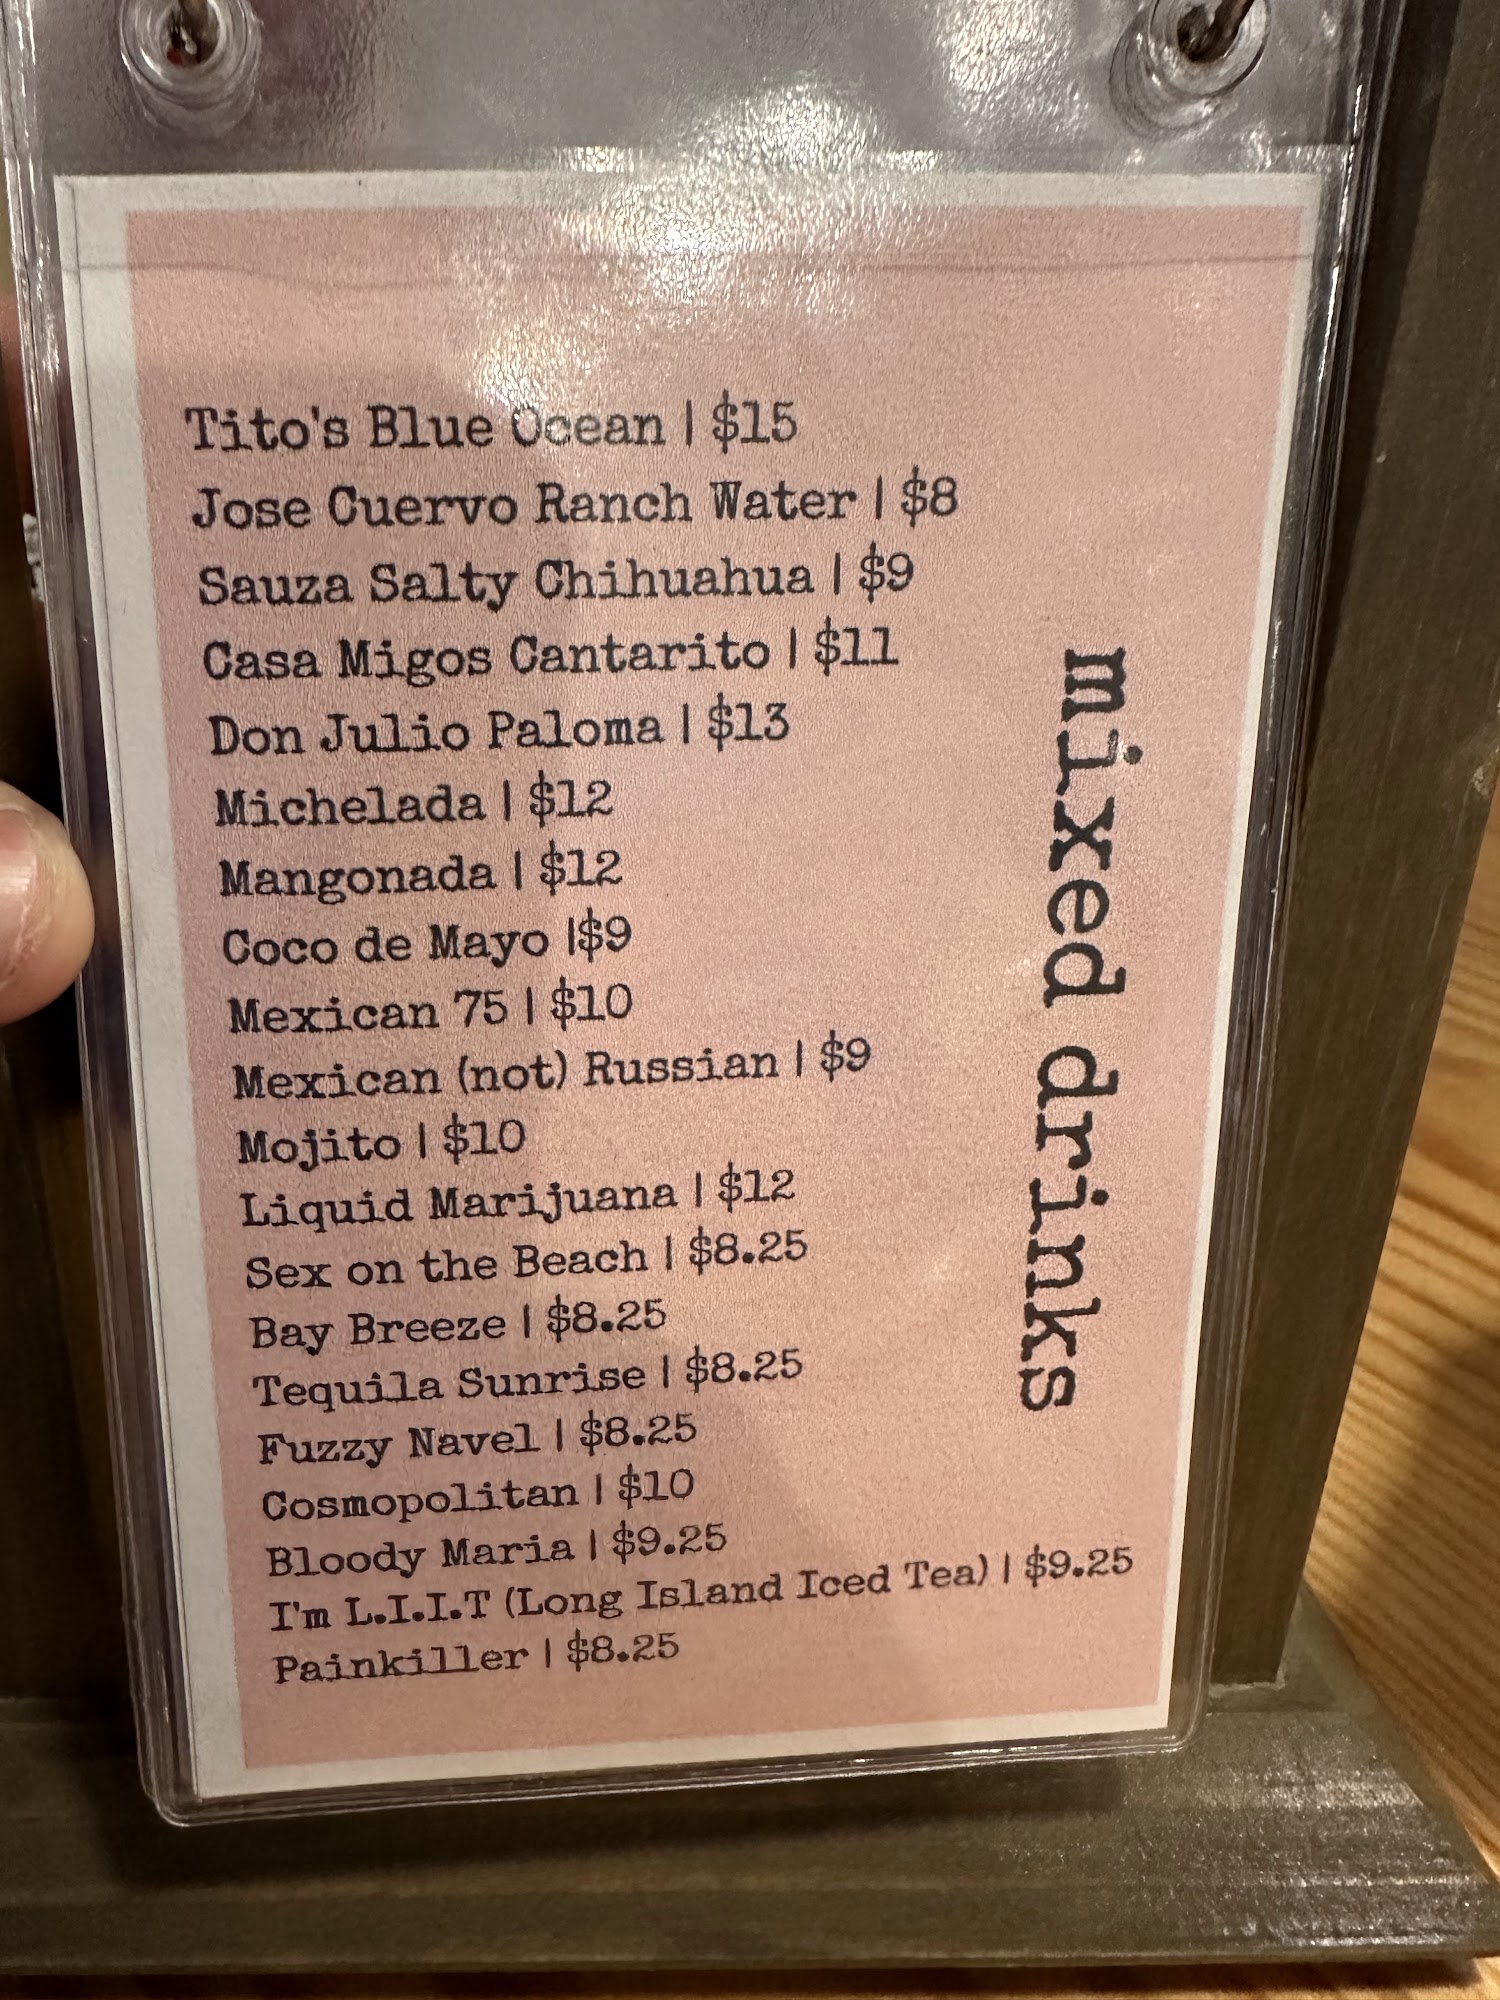 Tito's Blue Ocean | $15
Jose Cuervo Ranch Water | $8
Sauza Salty Chihuahua | $9
Casa Migos Cantarito | $11
Don Julio Paloma | $13
Michelada | $12
Mangonada | $12
Coco de Mayo |$9
Mexican 75 | $10
Mexican (not) Russian | $9
Mojito | $10
Liquid Marijuana | $12
Sex on the Beach | $8.25
Bay Breeze | $8.25
Tequila Sunrise | $8.25
Fuzzy Navel | $8.25
Cosmopolitan | $10
Bloody Maria | $9.25
I'm L.I.I.T (Long Island Iced Tea) | $9.25
Painkiller | $8.25
mixed drinks